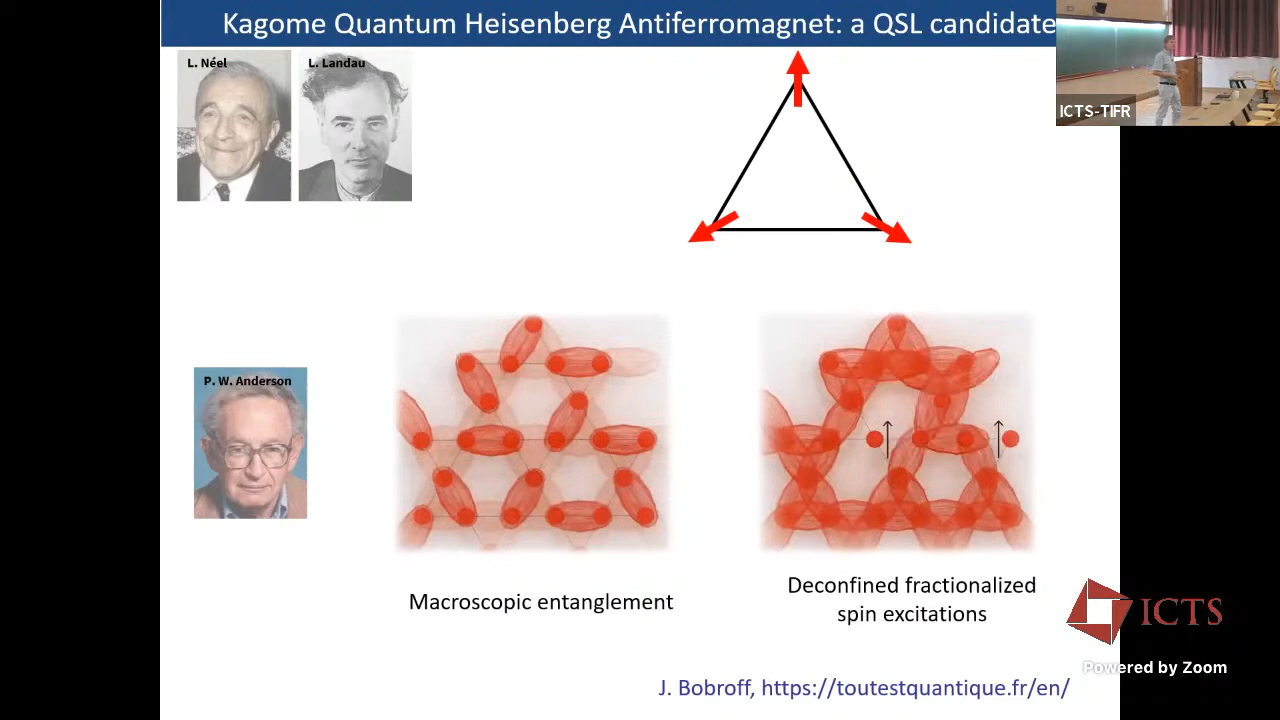 Kagome Quantum Heisenberg Antiferromagnet: a QSL candidate
L. Néel
L. Landau
ICTS-TIFR
P. W. Anderson
Macroscopic entanglement
Deconfined fractionalized
spin excitations
ICTS
Powered by Zoom
J. Bobroff, https://toutestquantique.fr/en/